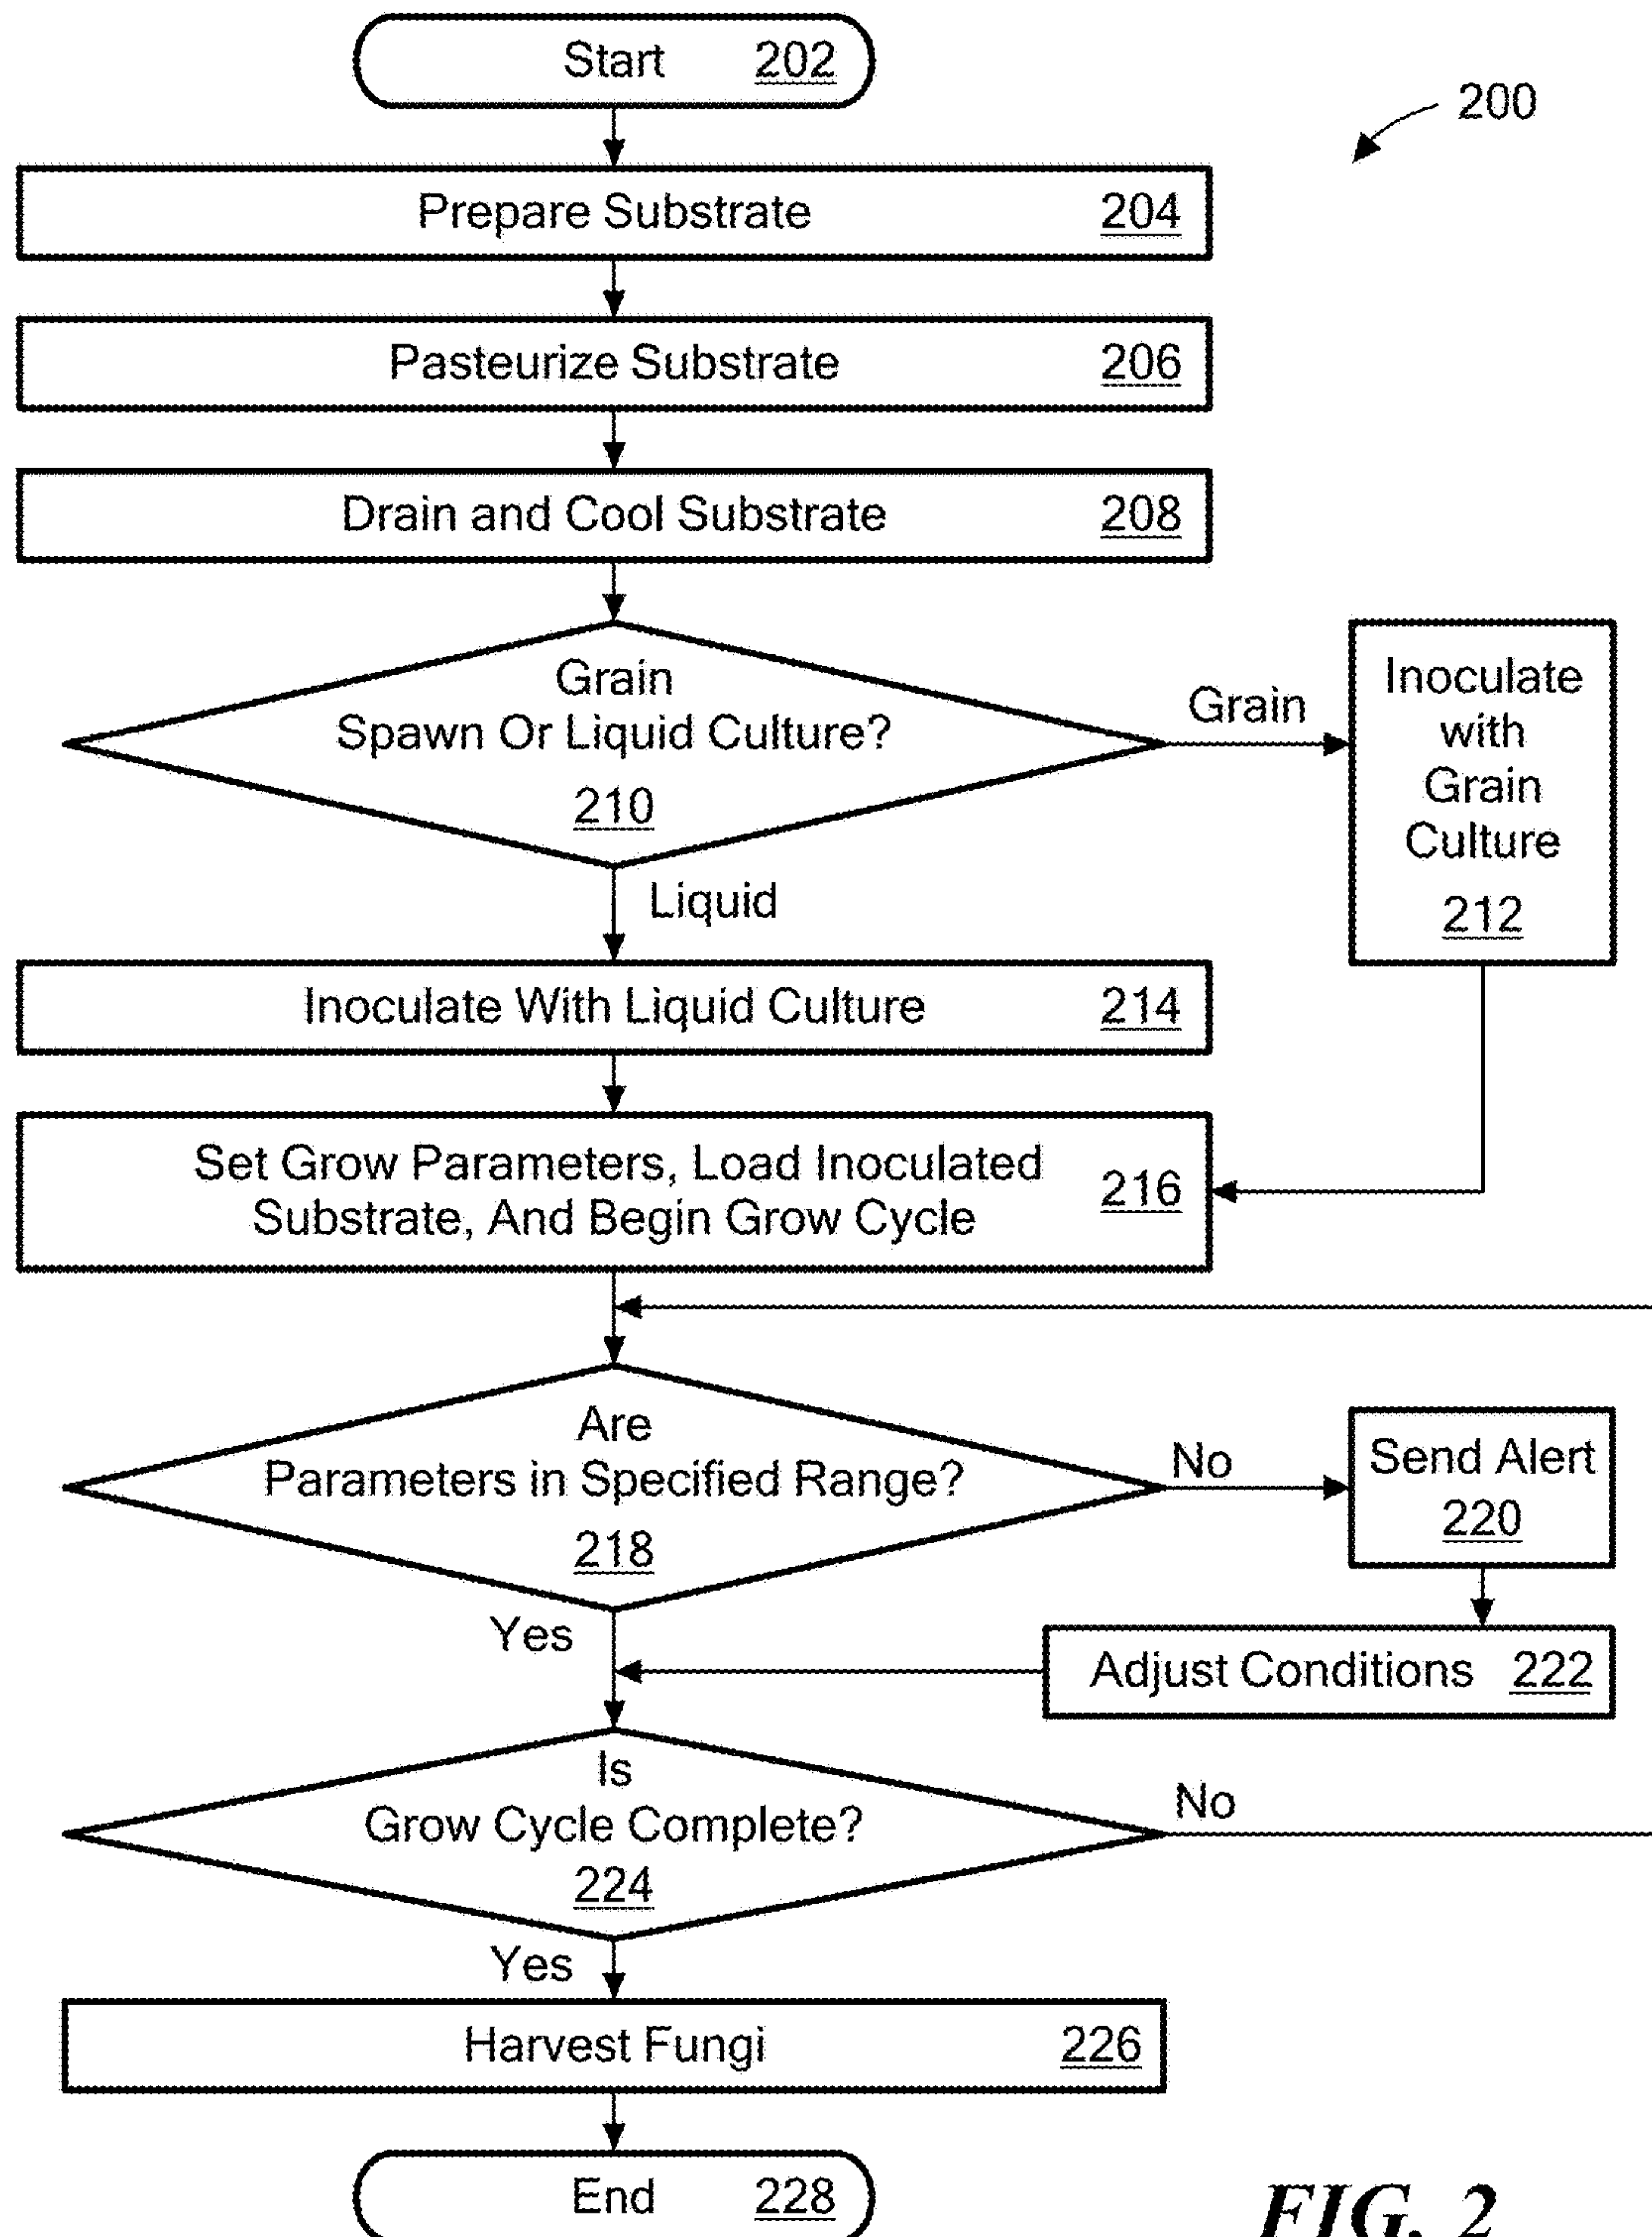 Start 202
200
Prepare Substrate 204
Pasteurize Substrate 206
Drain and Cool Substrate 208
Grain
Spawn Or Liquid Culture?
210
Grain
Inoculate
with
Grain
Culture
212
Liquid
Inoculate With Liquid Culture 214
Set Grow Parameters, Load Inoculated
Substrate, And Begin Grow Cycle
216
Are
Parameters in Specified Range?
218
No
Send Alert
220
Yes
Adjust Conditions 222
Is
Grow Cycle Complete?
224
No
Yes
Harvest Fungi 226
End 228
FIG. 2